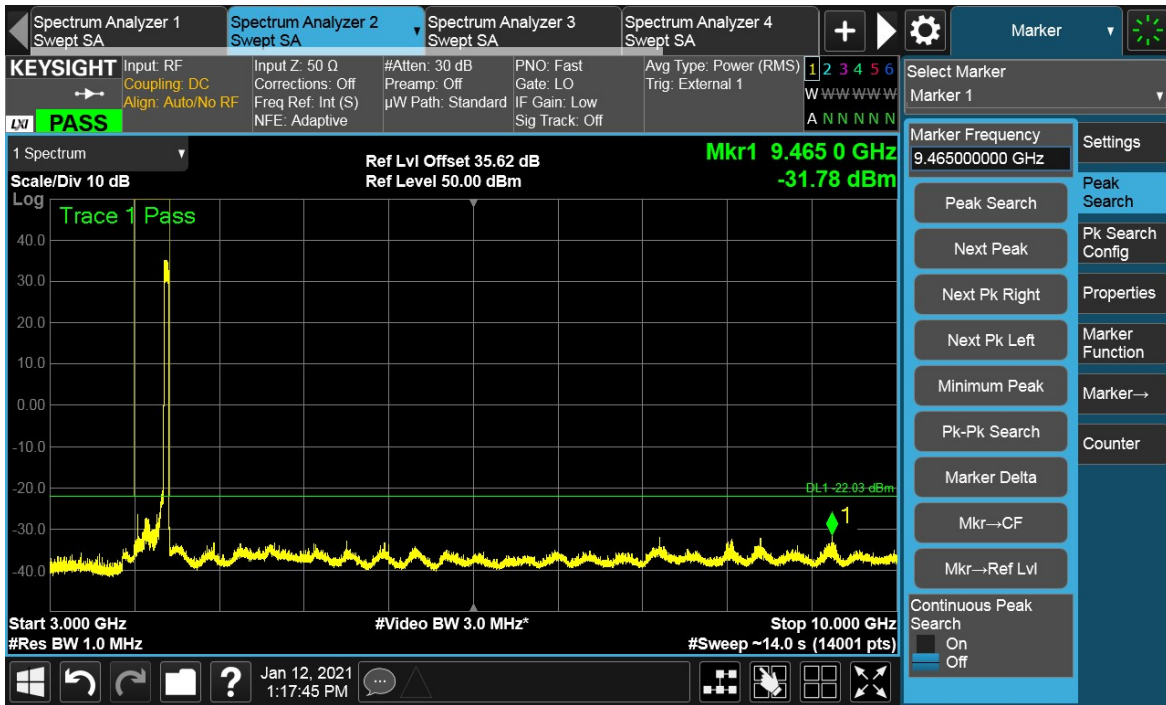 Spectrum Analyzer 1
Swept SA
Spectrum Analyzer 2
Swept SA
Spectrum Analyzer 3
Swept SA
Spectrum Analyzer 4
Swept SA
+
Marker
KEYSIGHT
LXI PASS
Input: RF
Coupling: DC
Align: Auto/No RF
Input Z: 50 Ω
Corrections: Off
Freq Ref: Int (S)
NFE: Adaptive
#Atten: 30 dB
Preamp: Off
µW Path: Standard
PNO: Fast
Gate: LO
IF Gain: Low
Sig Track: Off
Avg Type: Power (RMS)
Trig: External 1
1 2 3 4 5 6
W W W W W W
A N N N N N
1 Spectrum
Scale/Div 10 dB
Ref Lvl Offset 35.62 dB
Ref Level 50.00 dBm
Mkr1 9.465 0 GHz
-31.78 dBm
Log
Trace 1 Pass
40.0
30.0
20.0
10.0
0.00
-10.0
-20.0
-30.0
-40.0
DL1 -22.03 dBm
1
Start 3.000 GHz
#Res BW 1.0 MHz
#Video BW 3.0 MHz*
Stop 10.000 GHz
#Sweep ~14.0 s (14001 pts)
Select Marker
Marker 1
Marker Frequency
9.465000000 GHz
Peak Search
Next Peak
Next Pk Right
Next Pk Left
Minimum Peak
Pk-Pk Search
Marker Delta
Mkr→CF
Mkr→Ref Lvl
Continuous Peak
Search
On
Off
Settings
Peak
Search
Pk Search
Config
Properties
Marker
Function
Marker→
Counter
?
Jan 12, 2021
1:17:45 PM